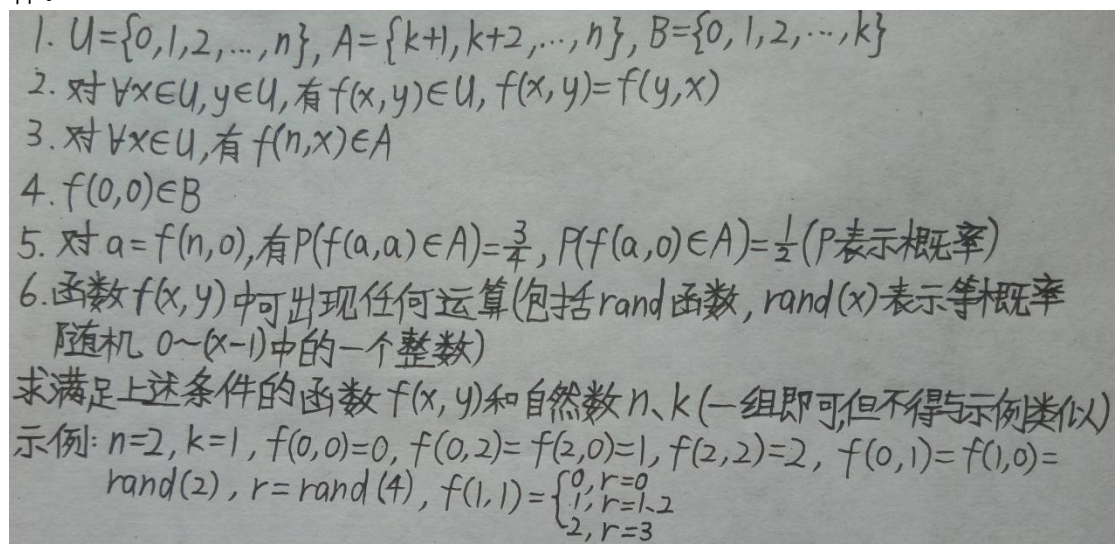 1. U={0,1,2,…,n}, A={k+1,k+2,…,n}, B={0,1,2,…,k}
2. 对∀x∈U,y∈U,有f(x,y)∈U, f(x,y)=f(y,x)
3. 对∀x∈U,有f(n,x)∈A
4. f(0,0)∈B
5. 对a=f(n,0),有P(f(a,a)∈A)=3/4, P(f(a,0)∈A)=1/2(P表示概率)
6.函数f(x,y)中可出现任何运算(包括rand函数, rand(x)表示等概率
随机 0~(x-1)中的一个整数)
求满足上述条件的函数f(x,y)和自然数n、k(一组即可,但不得与示例类似)
示例: n=2, k=1, f(0,0)=0, f(0,2)=f(2,0)=1, f(2,2)=2, f(0,1)=f(1,0)=
rand(2), r=rand(4), f(1,1)={0,r=0
1,r=1、2
2,r=3